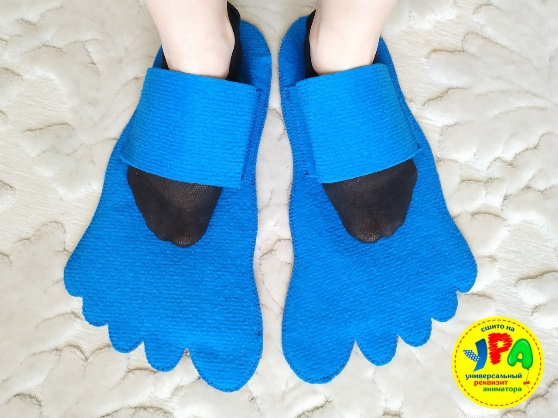 сшито на
УРА
универсальный
реквизит
аниматора